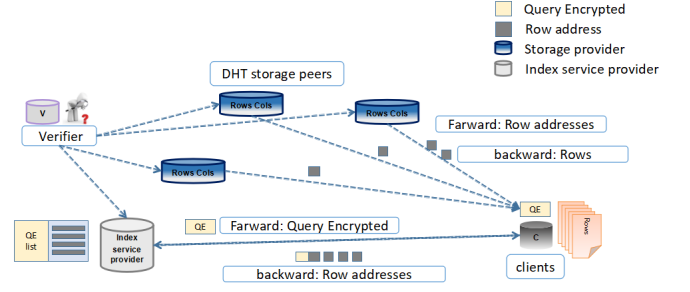 Query Encrypted
Row address
Storage provider
Index service provider
DHT storage peers
Rows Cols
Rows Cols
V
?
Verifier
Farward: Row addresses
backward: Rows
Rows Cols
QE
QE
list
Index
service
provider
QE
Farward: Query Encrypted
C
Rows
clients
backward: Row addresses